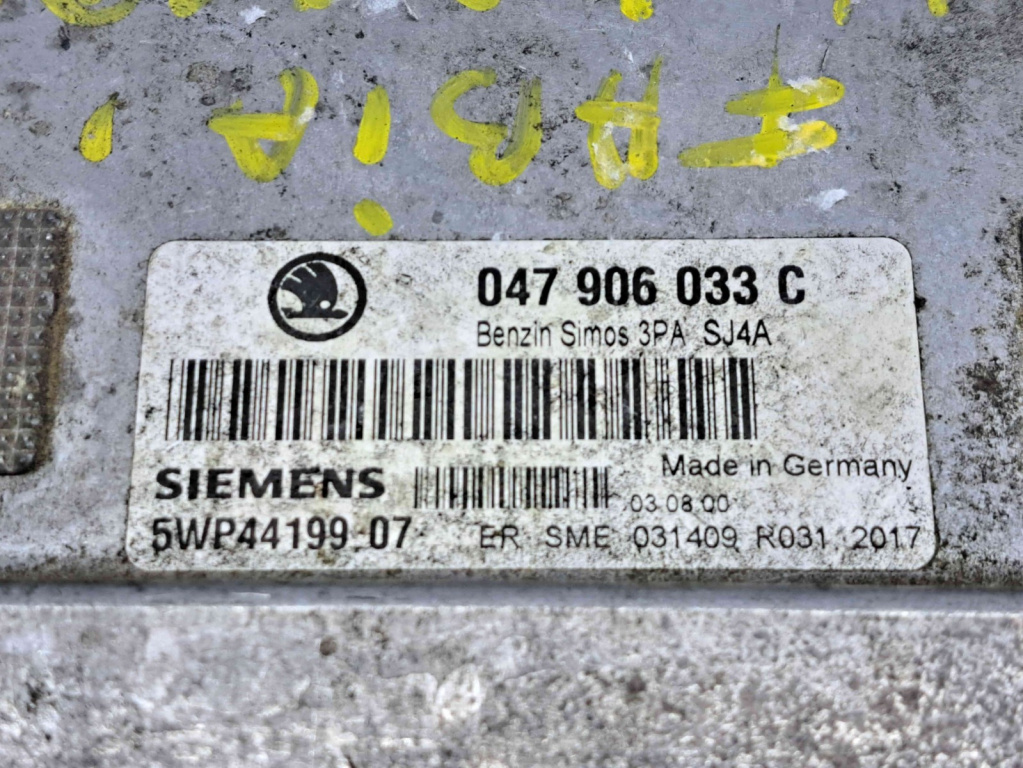 FABIA
047 906 033 C
Benzin Simos 3PA SJ4A
Made in Germany
SIEMENS
03.08.00
5WP44199 07 ER SME 031409 R031 2017